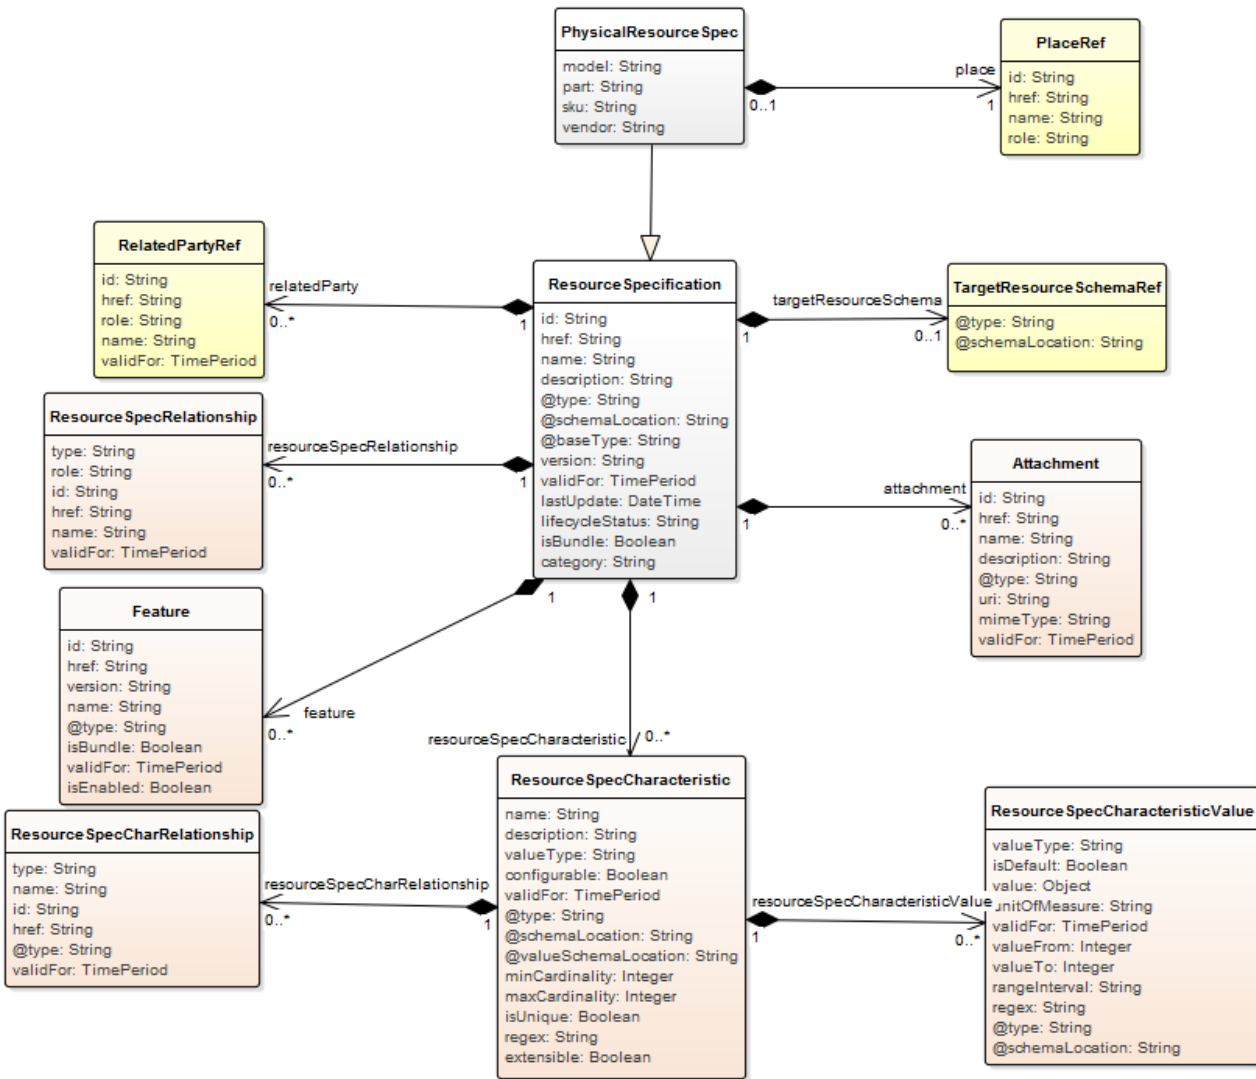 PhysicalResourceSpec
model: String
part: String
sku: String
vendor: String
place
0..1
1
PlaceRef
id: String
href: String
name: String
role: String
RelatedPartyRef
id: String
href: String
role: String
name: String
validFor: TimePeriod
relatedParty
0..*
1
ResourceSpecification
id: String
href: String
name: String
description: String
@type: String
@schemaLocation: String
@baseType: String
version: String
validFor: TimePeriod
lastUpdate: DateTime
lifecycleStatus: String
isBundle: Boolean
category: String
targetResourceSchema
1
0..1
TargetResourceSchemaRef
@type: String
@schemaLocation: String
ResourceSpecRelationship
type: String
role: String
id: String
href: String
name: String
validFor: TimePeriod
resourceSpecRelationship
0..*
1
attachment
1
0..*
Attachment
id: String
href: String
name: String
description: String
@type: String
uri: String
mimeType: String
validFor: TimePeriod
Feature
id: String
href: String
version: String
name: String
@type: String
isBundle: Boolean
validFor: TimePeriod
isEnabled: Boolean
1
feature
0..*
1
resourceSpecCharacteristic
0..*
ResourceSpecCharacteristic
name: String
description: String
valueType: String
configurable: Boolean
validFor: TimePeriod
@type: String
@schemaLocation: String
@valueSchemaLocation: String
minCardinality: Integer
maxCardinality: Integer
isUnique: Boolean
regex: String
extensible: Boolean
ResourceSpecCharRelationship
type: String
name: String
id: String
href: String
@type: String
validFor: TimePeriod
resourceSpecCharRelationship
0..*
1
resourceSpecCharacteristicValue
1
0..*
ResourceSpecCharacteristicValue
valueType: String
isDefault: Boolean
value: Object
unitOfMeasure: String
validFor: TimePeriod
valueFrom: Integer
valueTo: Integer
rangeInterval: String
regex: String
@type: String
@schemaLocation: String